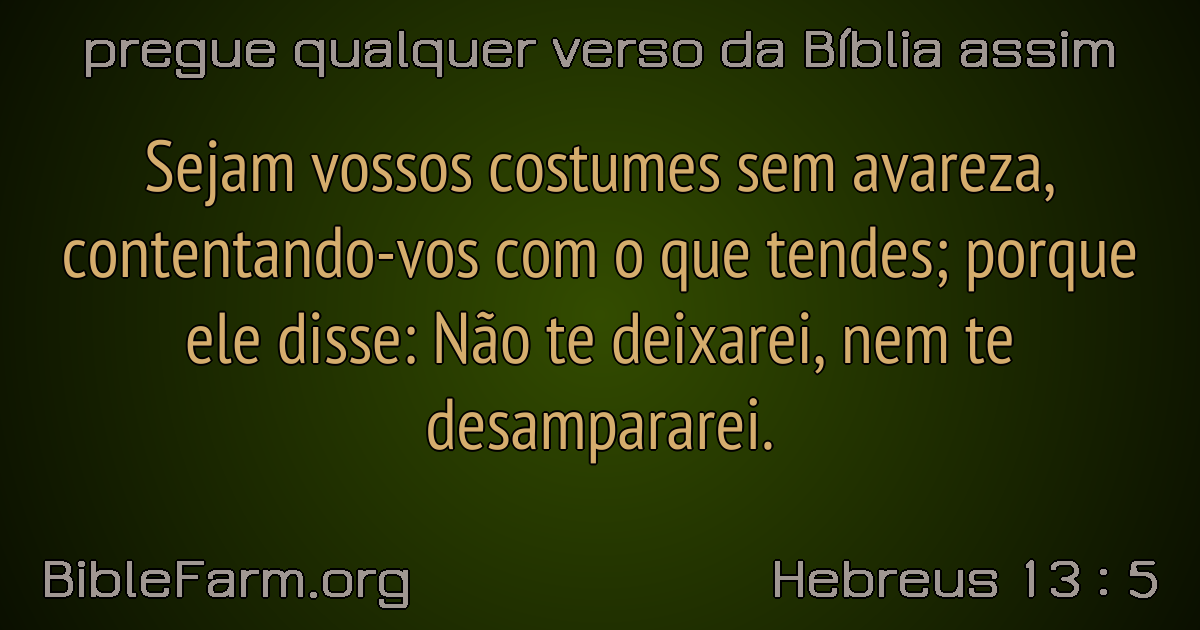 pregue qualquer verso da Bíblia assim
Sejam vossos costumes sem avareza,
contentando-vos com o que tendes; porque
ele disse: Não te deixarei, nem te
desampararei.
BibleFarm.org
Hebreus 13 : 5